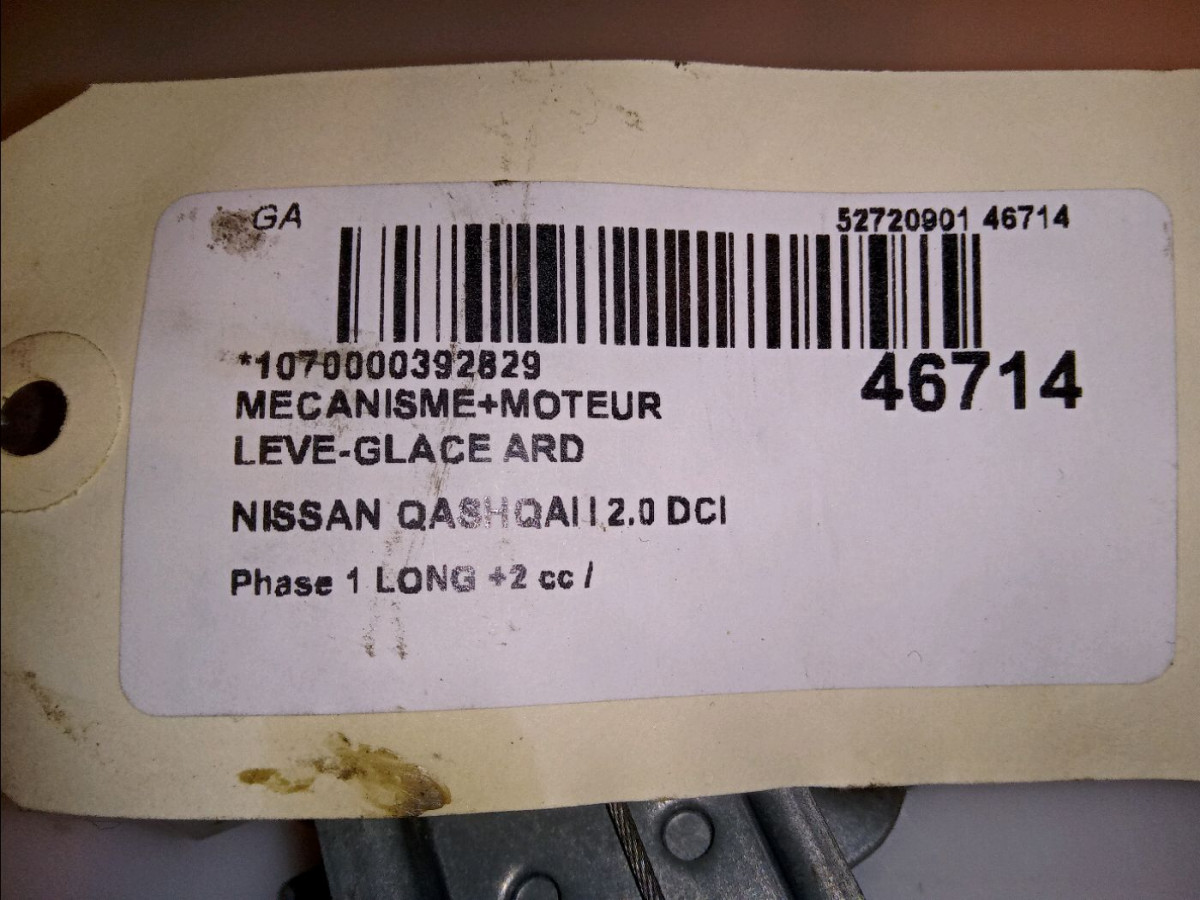 GA
52720901 46714
*1070000392829
46714
MECANISME+MOTEUR
LEVE-GLACE ARD
NISSAN QASHQAI I 2.0 DCI
Phase 1 LONG +2 cc /